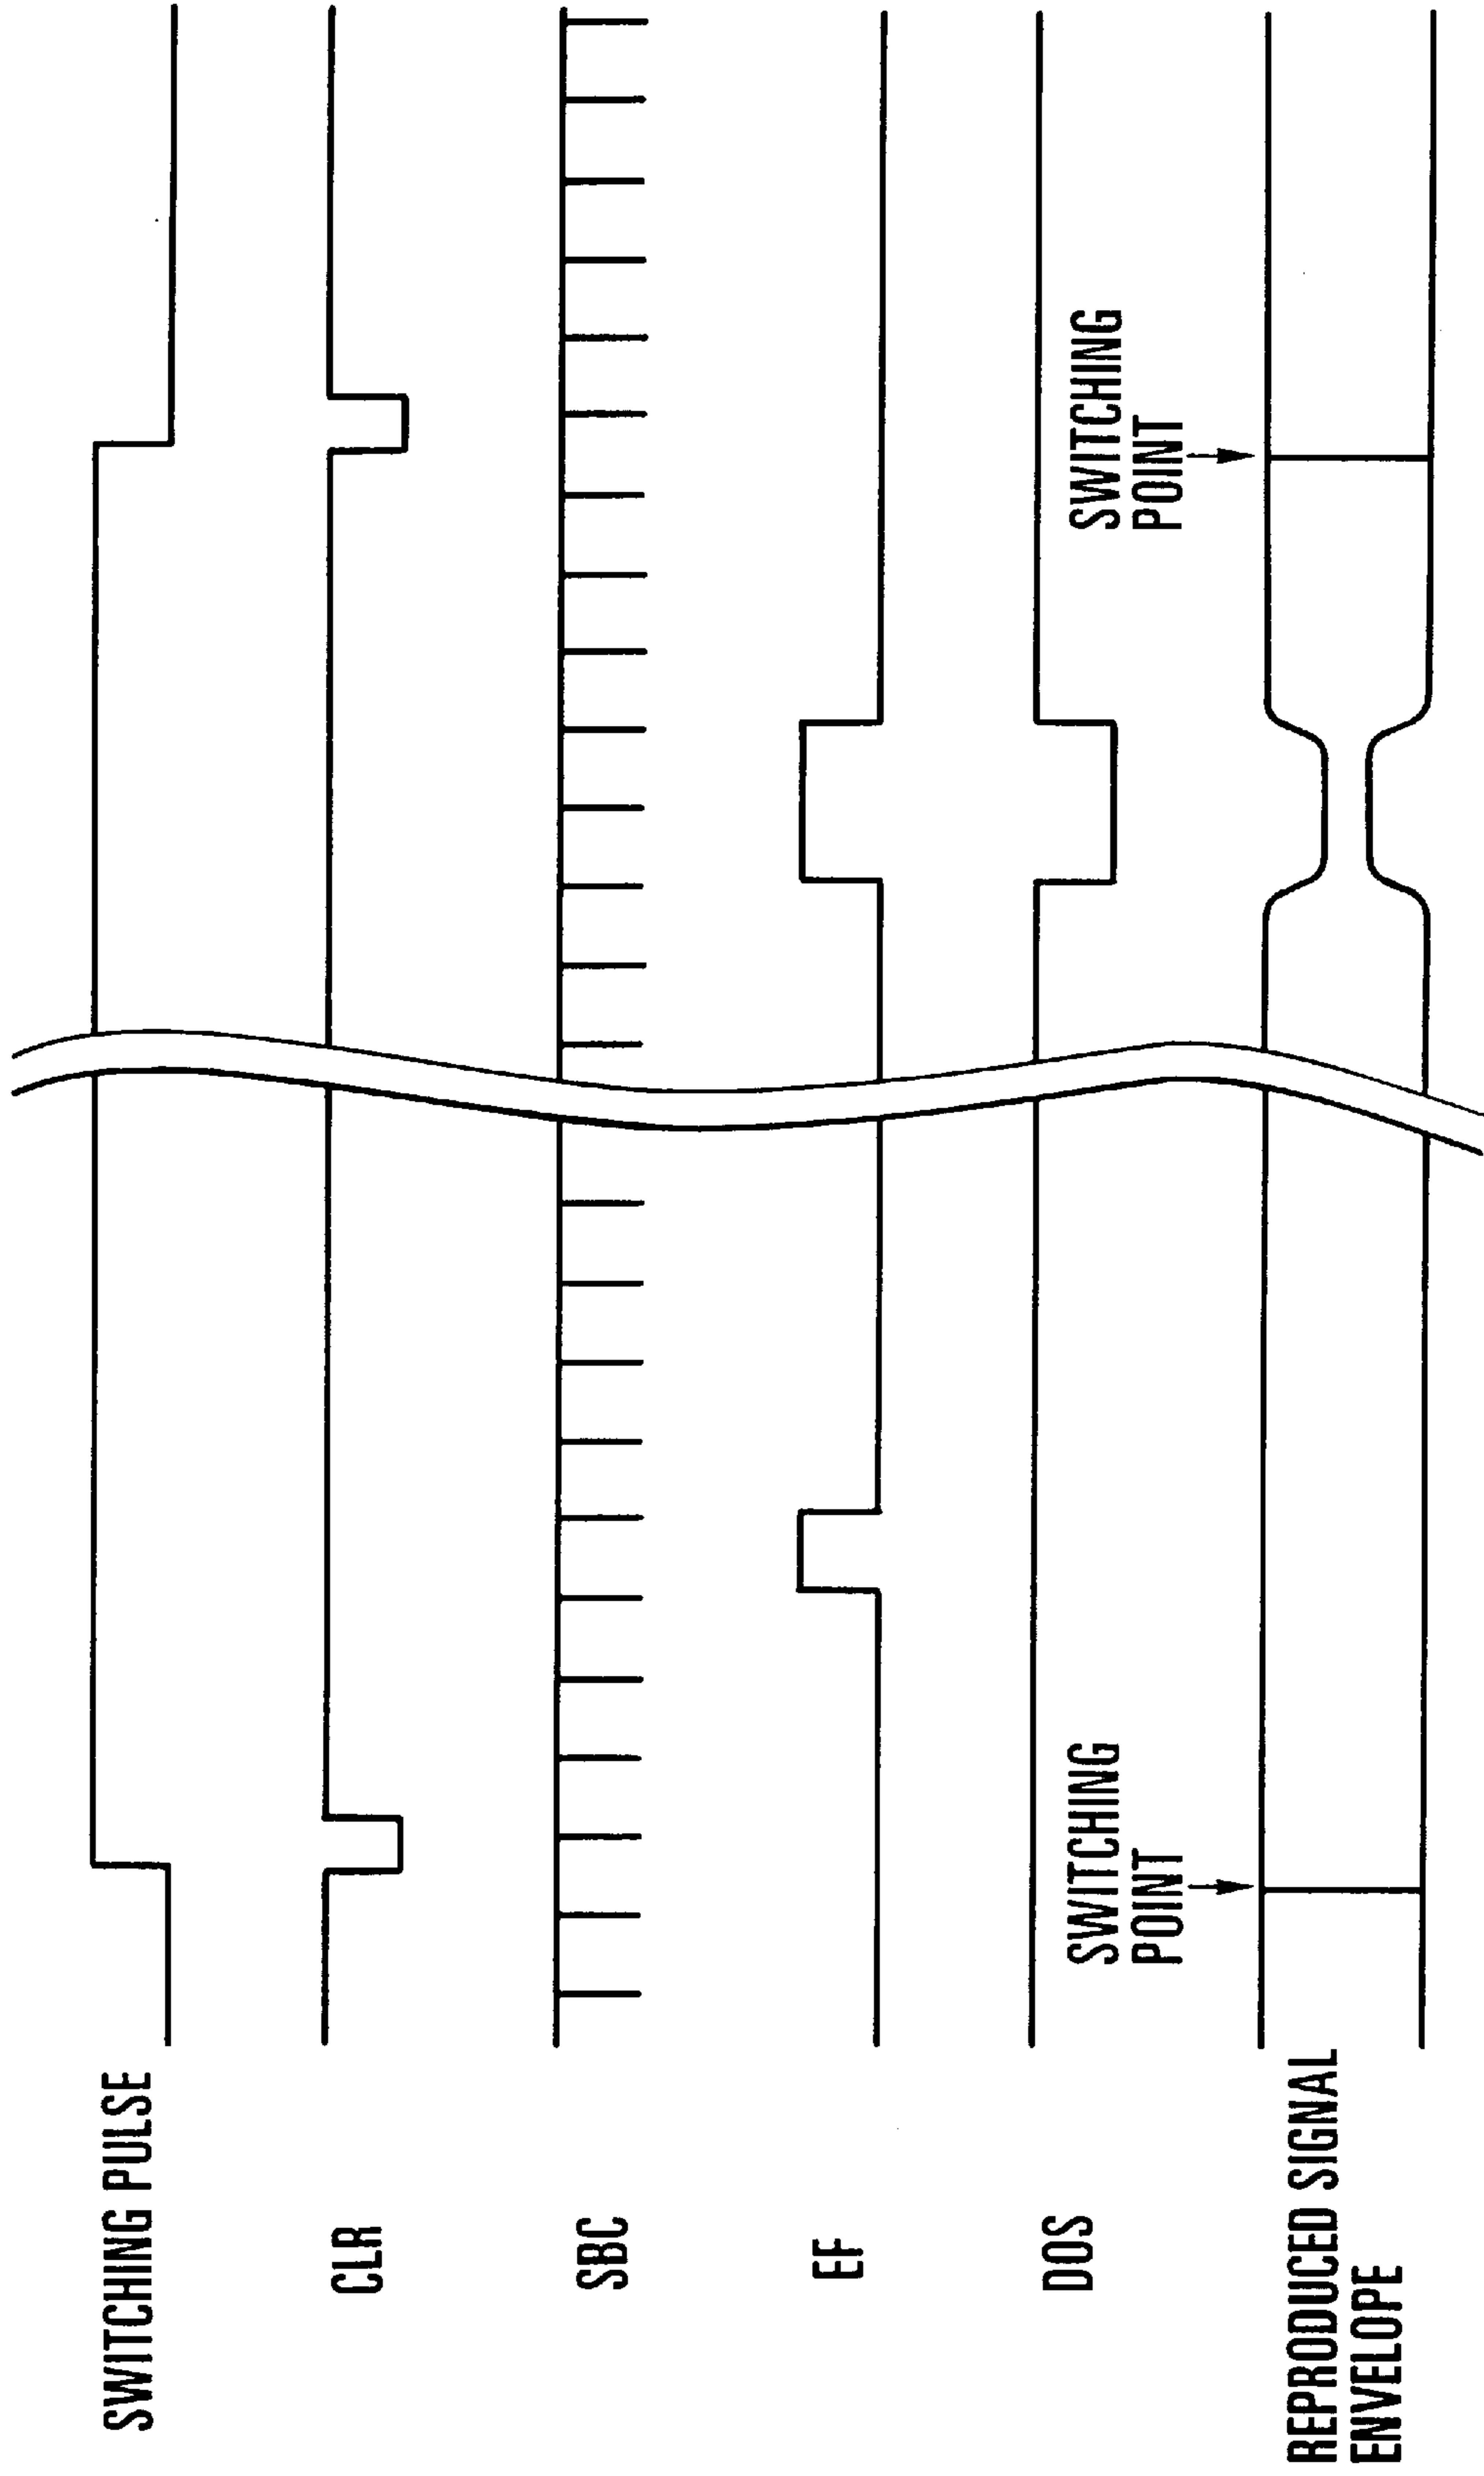 SWITCHING PULSE
CLR
SBC
EF
DOS
SWITCHING
POINT
SWITCHING
POINT
REPRODUCED SIGNAL
ENVELOPE